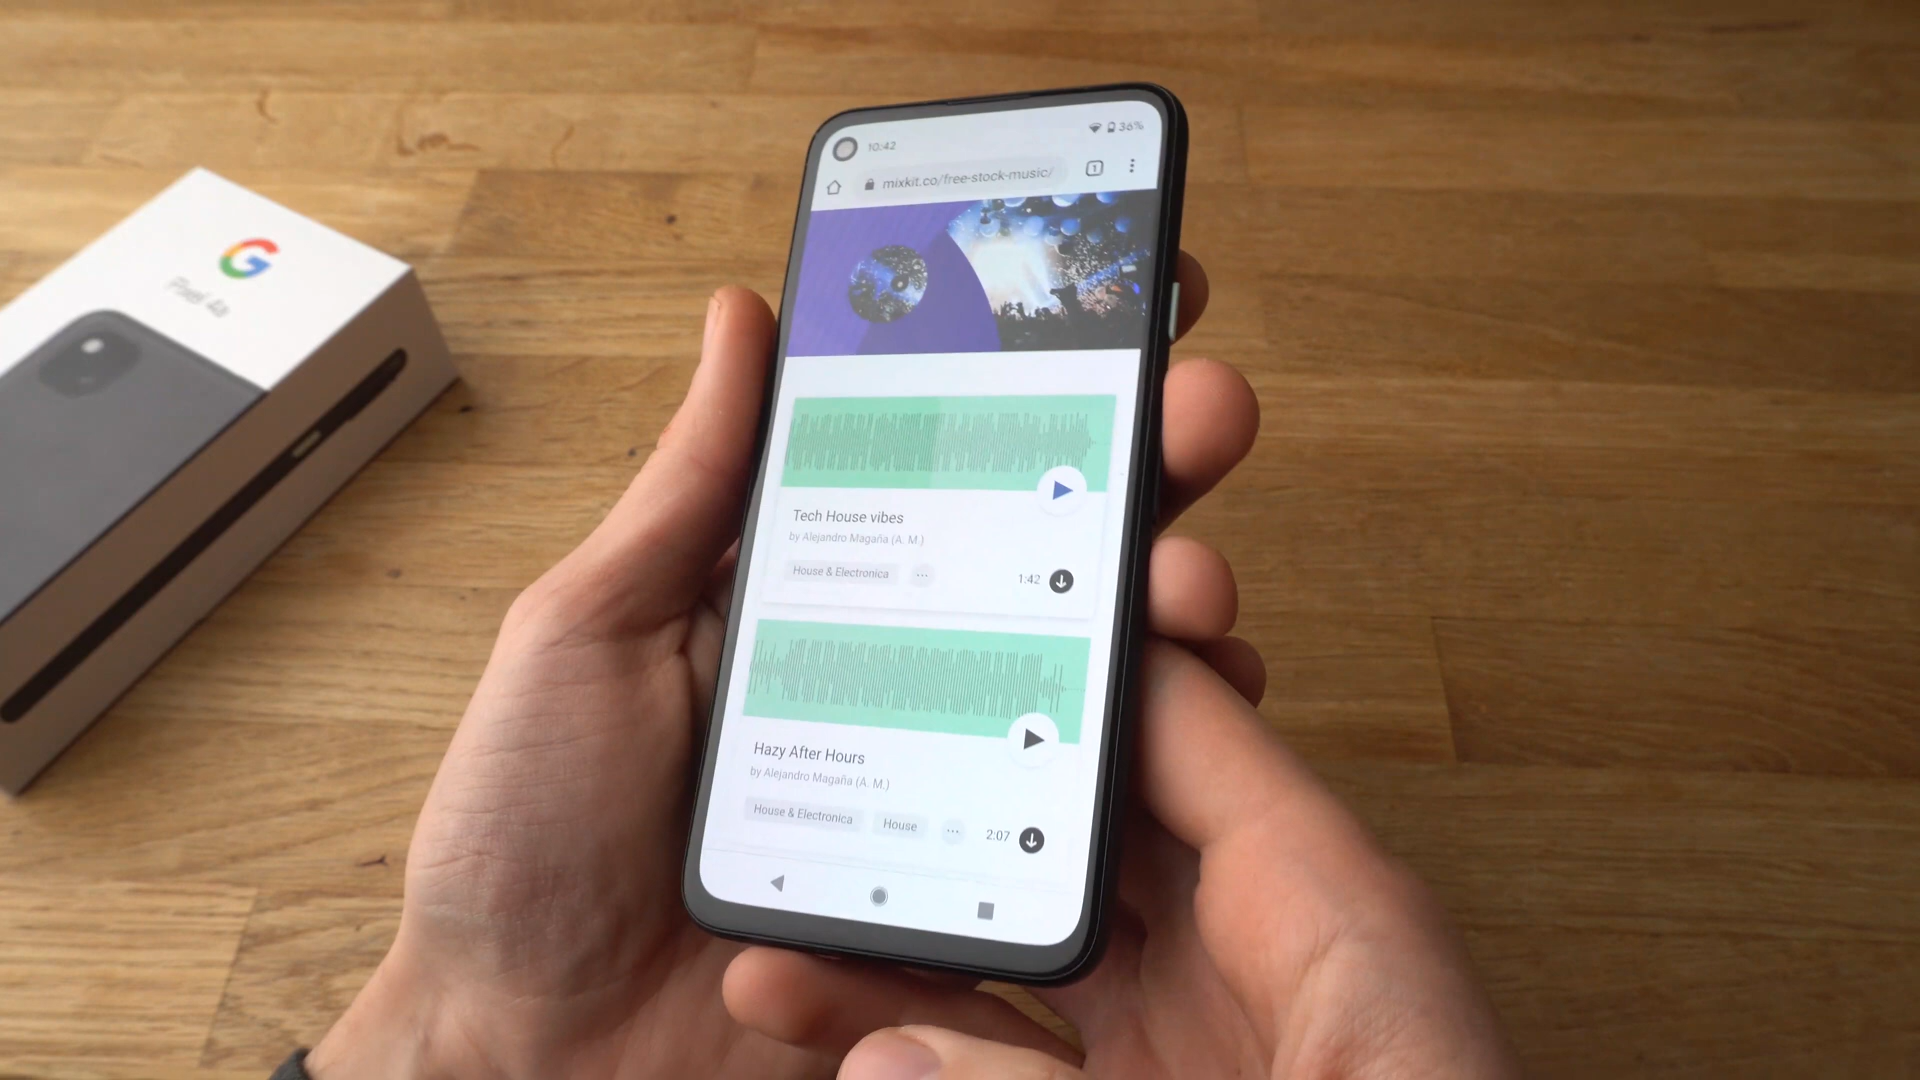 G
Pixel 4a
10:42
36%
mixkit.co/free-stock-music/
1
Tech House vibes
by Alejandro Magaña (A. M.)
House & Electronica
...
1:42
Hazy After Hours
by Alejandro Magaña (A. M.)
House & Electronica
House
...
2:07